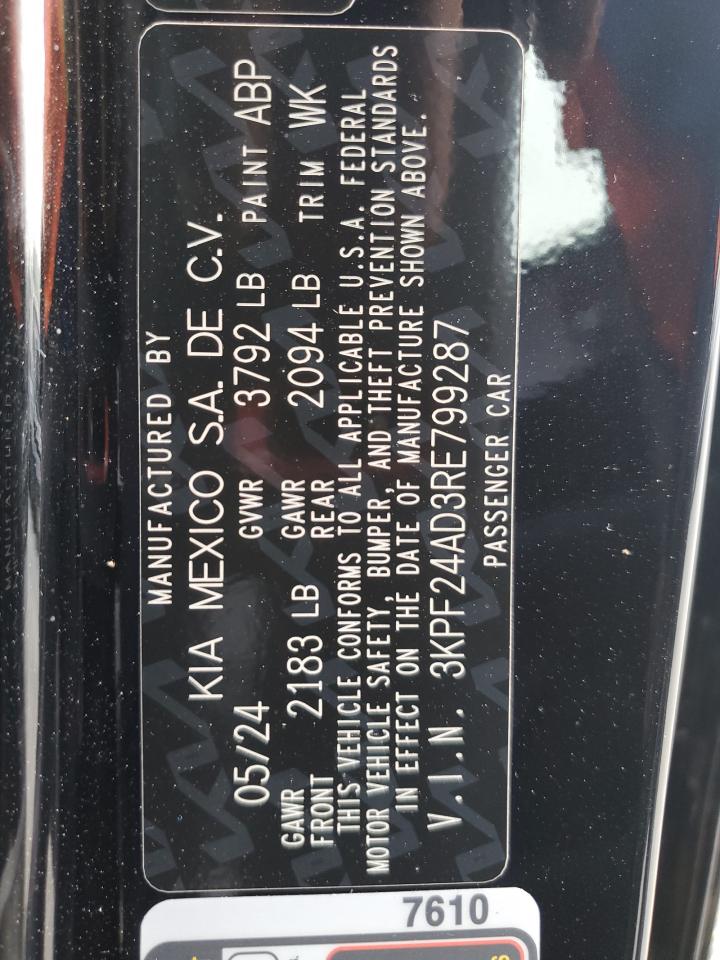 MANUFACTURED BY
KIA MEXICO S.A. DE C.V.
05/24 GVWR 3792 LB PAINT ABP
GAWR FRONT 2183 LB GAWR REAR 2094 LB TRIM WK
THIS VEHICLE CONFORMS TO ALL APPLICABLE U.S.A. FEDERAL
MOTOR VEHICLE SAFETY, BUMPER, AND THEFT PREVENTION STANDARDS
IN EFFECT ON THE DATE OF MANUFACTURE SHOWN ABOVE.
V.I.N. 3KPF24AD3RE799287
PASSENGER CAR
7610